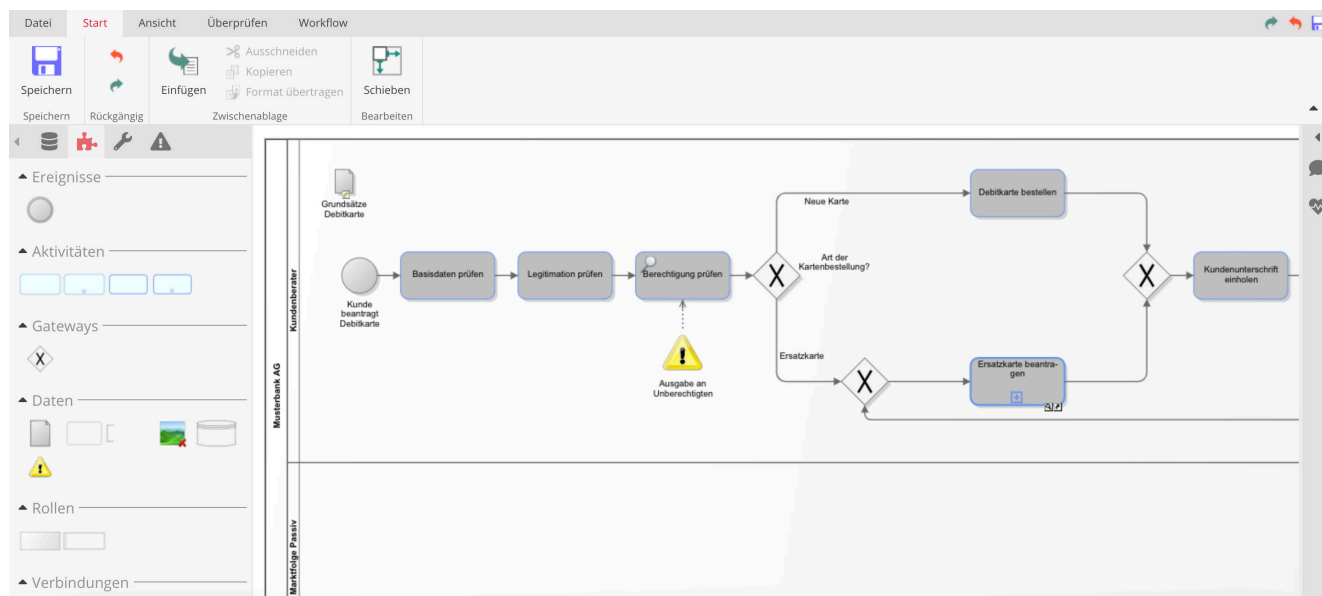 Datei Start Ansicht Überprüfen Workflow
Speichern
Einfügen
Ausschneiden
Kopieren
Format übertragen
Schieben
Speichern Rückgängig Zwischenablage Bearbeiten
Ereignisse
Aktivitäten
Gateways
X
Daten
Rollen
Verbindungen
Musterbank AG
Kundenberater
Marktfolge Passiv
Grundsätze
Debitkarte
Kunde
beantragt
Debitkarte
Basisdaten prüfen
Legitimation prüfen
Berechtigung prüfen
Ausgabe an
Unberechtigten
X
Art der
Kartenbestellung?
Neue Karte
Debitkarte bestellen
Ersatzkarte
X
Ersatzkarte beantra-
gen
X
Kundenunterschrift
einholen